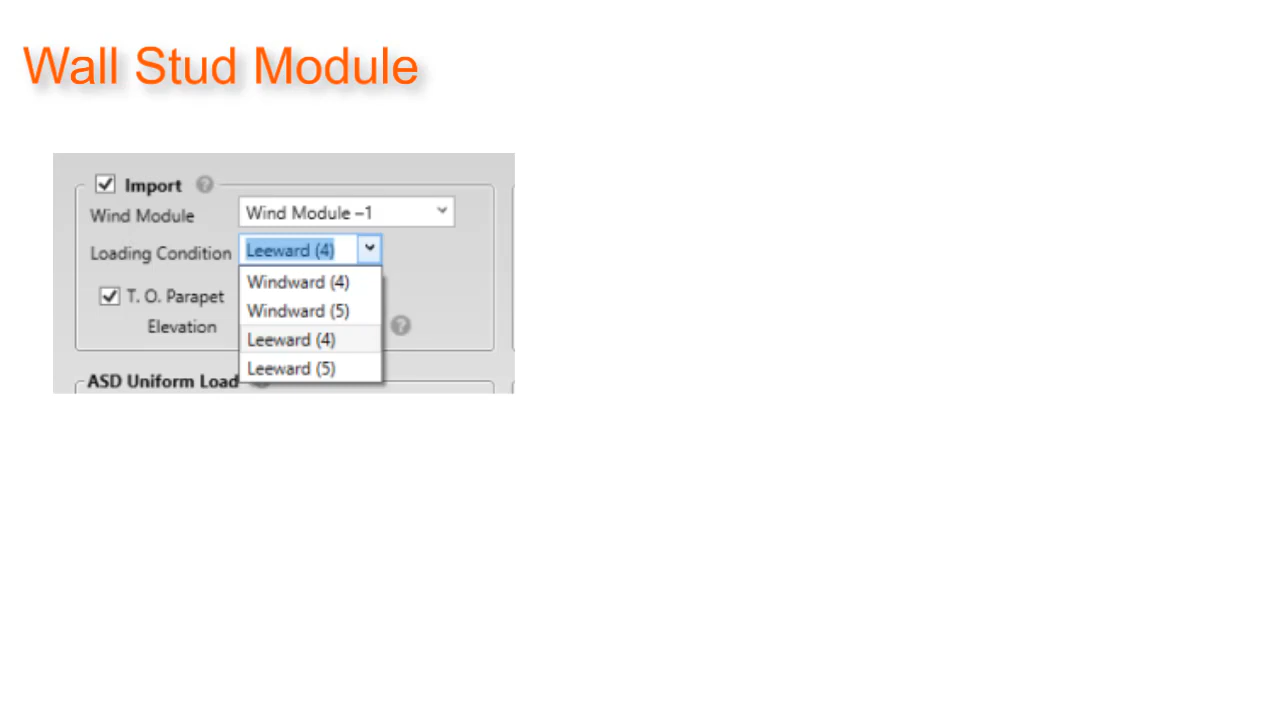 Wall Stud Module
Import ?
Wind Module Wind Module –1
Loading Condition Leeward (4)
Windward (4)
T. O. Parapet
Windward (5)
Elevation ?
Leeward (4)
Leeward (5)
ASD Uniform Load